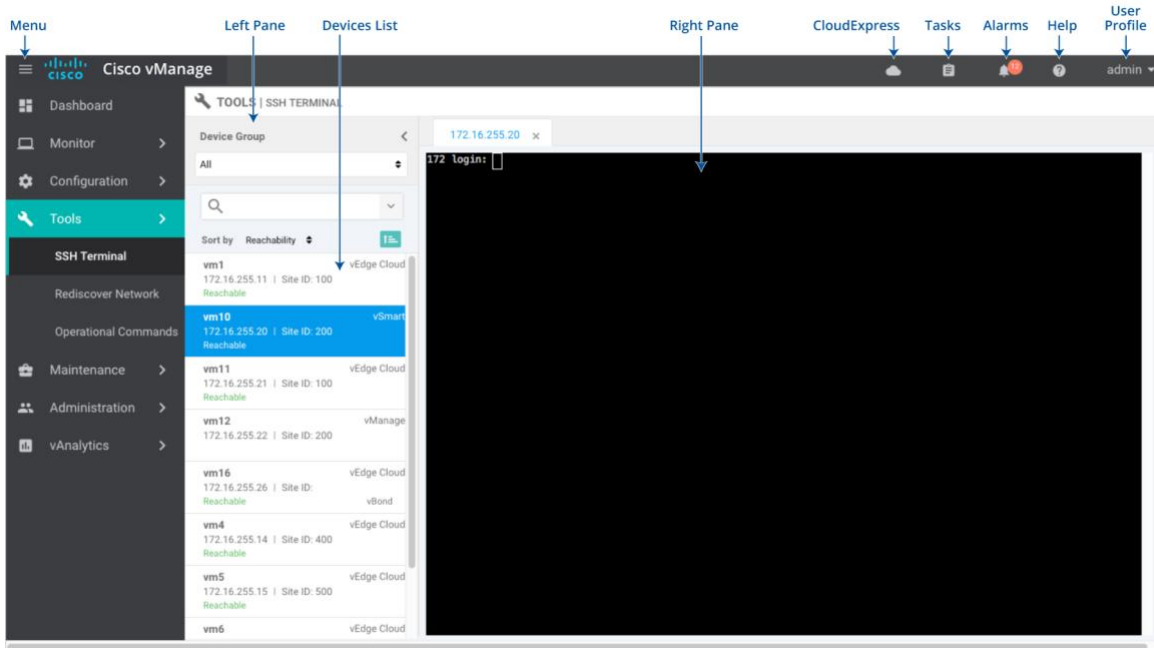 User
Menu Left Pane Devices List Right Pane CloudExpress Tasks Alarms Help Profile
cisco Cisco vManage admin
Dashboard
TOOLS | SSH TERMINAL
Monitor
Configuration
Tools
SSH Terminal
Rediscover Network
Operational Commands
Maintenance
Administration
vAnalytics
Device Group
All
Sort by Reachability
vm1 vEdge Cloud
172.16.255.11 | Site ID: 100
Reachable
vm10 vSmart
172.16.255.20 | Site ID: 200
Reachable
vm11 vEdge Cloud
172.16.255.21 | Site ID: 100
Reachable
vm12 vManage
172.16.255.22 | Site ID: 200
vm16 vEdge Cloud
172.16.255.26 | Site ID:
Reachable vBond
vm4 vEdge Cloud
172.16.255.14 | Site ID: 400
Reachable
vm5 vEdge Cloud
172.16.255.15 | Site ID: 500
Reachable
vm6 vEdge Cloud
172.16.255.20 ×
172 login: